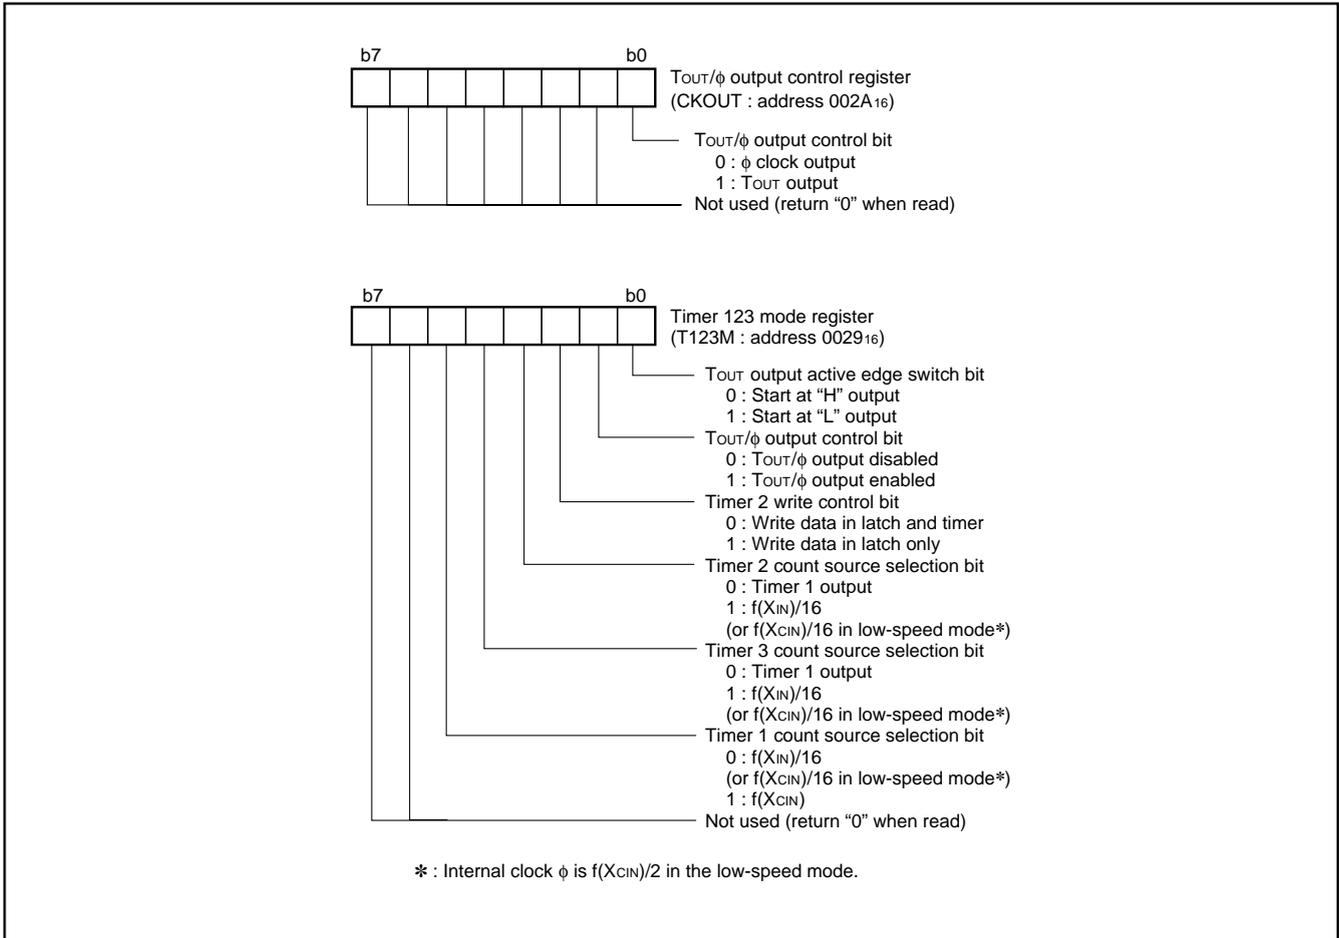 b7 b0
TOUT/ϕ output control register
(CKOUT : address 002A16)
TOUT/ϕ output control bit
0 : ϕ clock output
1 : TOUT output
Not used (return “0” when read)
b7 b0
Timer 123 mode register
(T123M : address 002916)
TOUT output active edge switch bit
0 : Start at “H” output
1 : Start at “L” output
TOUT/ϕ output control bit
0 : TOUT/ϕ output disabled
1 : TOUT/ϕ output enabled
Timer 2 write control bit
0 : Write data in latch and timer
1 : Write data in latch only
Timer 2 count source selection bit
0 : Timer 1 output
1 : f(XIN)/16
(or f(XCIN)/16 in low-speed mode✽)
Timer 3 count source selection bit
0 : Timer 1 output
1 : f(XIN)/16
(or f(XCIN)/16 in low-speed mode✽)
Timer 1 count source selection bit
0 : f(XIN)/16
(or f(XCIN)/16 in low-speed mode✽)
1 : f(XCIN)
Not used (return “0” when read)
✽ : Internal clock ϕ is f(XCIN)/2 in the low-speed mode.